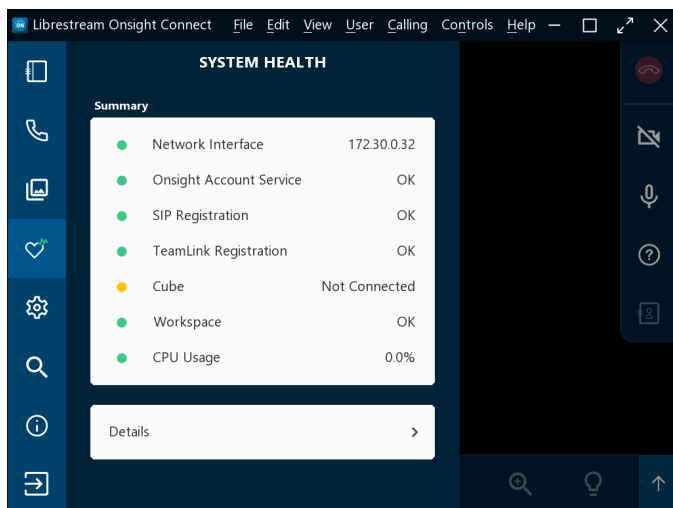 Librestream Onsight Connect File Edit View User Calling Controls Help
SYSTEM HEALTH
Summary
Network Interface 172.30.0.32
Onsight Account Service OK
SIP Registration OK
TeamLink Registration OK
Cube Not Connected
Workspace OK
CPU Usage 0.0%
Details